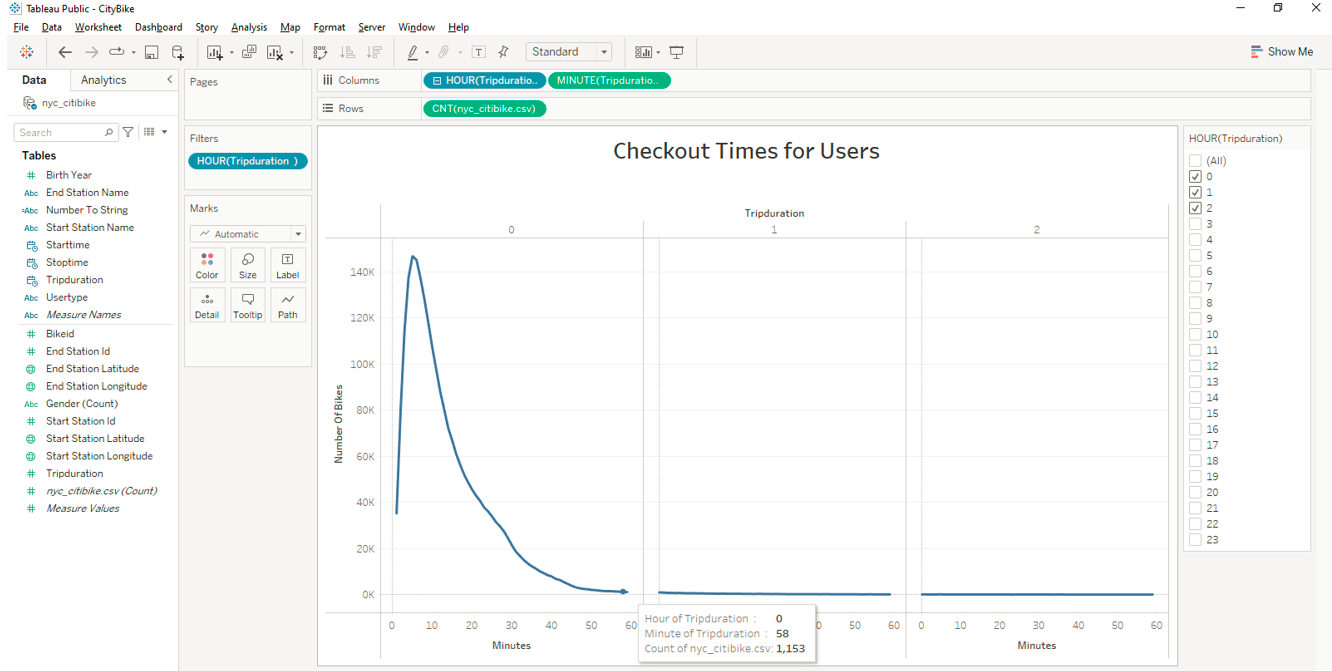 Tableau Public - CityBike
File Data Worksheet Dashboard Story Analysis Map Format Server Window Help
Standard
Show Me
Data Analytics
nyc_citibike
Search
Tables
Birth Year
Abc End Station Name
=Abc Number To String
Abc Start Station Name
Starttime
Stoptime
Tripduration
Abc Usertype
Abc Measure Names
Bikeid
End Station Id
End Station Latitude
End Station Longitude
Abc Gender (Count)
Start Station Id
Start Station Latitude
Start Station Longitude
Tripduration
nyc_citibike.csv (Count)
Measure Values
Pages
Filters
HOUR(Tripduration )
Marks
Automatic
Color Size Label
Detail Tooltip Path
Columns HOUR(Tripduratio.. MINUTE(Tripduratio..
Rows CNT(nyc_citibike.csv)
Checkout Times for Users
Tripduration
0 1 2
Number Of Bikes
140K
120K
100K
80K
60K
40K
20K
0K
0 10 20 30 40 50 60 0 50 60 0 10 20 30 40 50 60
Minutes Minutes
Hour of Tripduration : 0
Minute of Tripduration : 58
Count of nyc_citibike.csv: 1,153
HOUR(Tripduration)
(All)
0
1
2
3
4
5
6
7
8
9
10
11
12
13
14
15
16
17
18
19
20
21
22
23